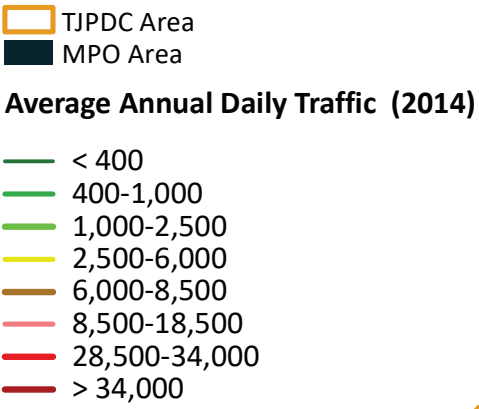 TJPDC Area
MPO Area
Average Annual Daily Traffic (2014)
< 400
400-1,000
1,000-2,500
2,500-6,000
6,000-8,500
8,500-18,500
28,500-34,000
> 34,000